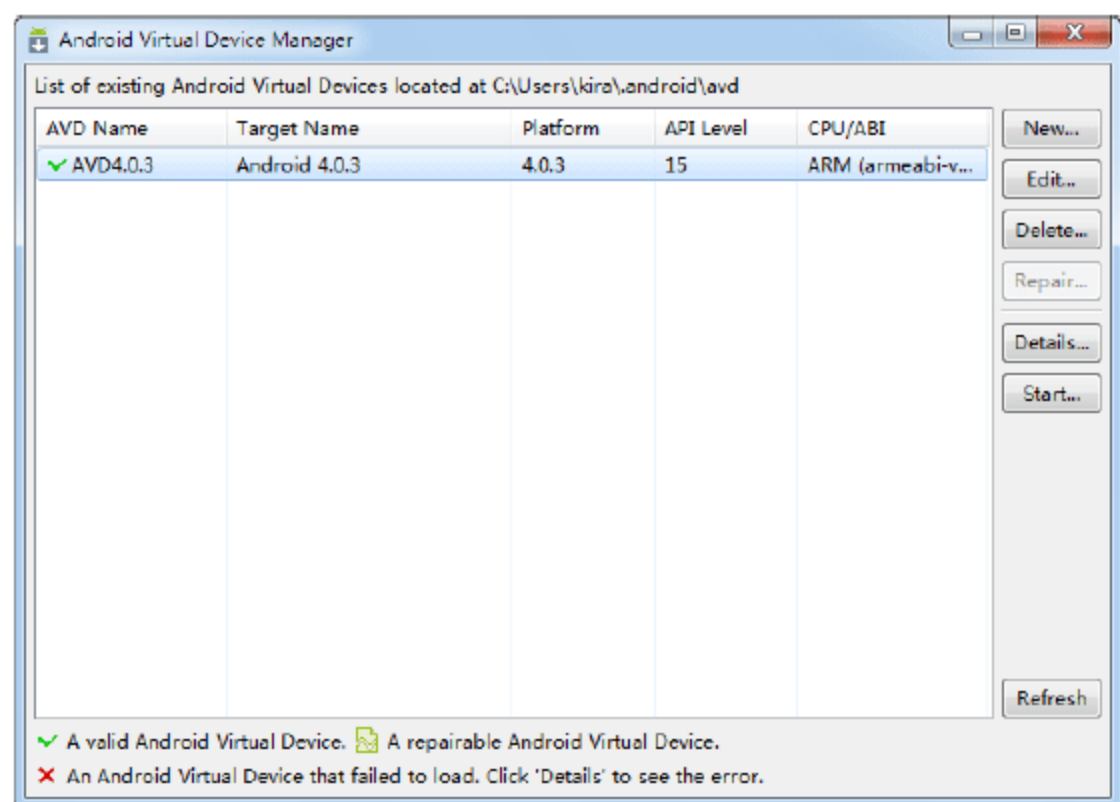 Android Virtual Device Manager
List of existing Android Virtual Devices located at C:\Users\kira\.android\avd
AVD Name Target Name Platform API Level CPU/ABI
AVD4.0.3 Android 4.0.3 4.0.3 15 ARM (armeabi-v...
New...
Edit...
Delete...
Repair...
Details...
Start...
Refresh
A valid Android Virtual Device. A repairable Android Virtual Device.
An Android Virtual Device that failed to load. Click 'Details' to see the error.